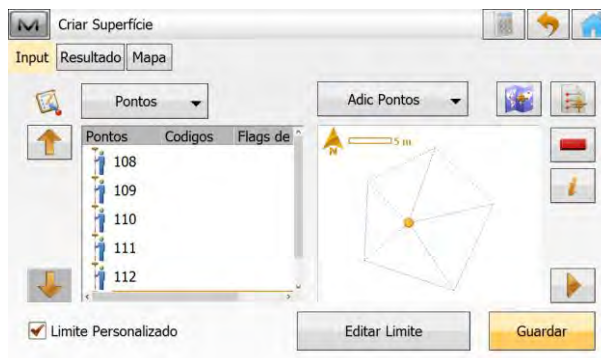 Criar Superfície
Input Resultado Mapa
Pontos Adic Pontos
Pontos Codigos Flags de
108
109
110
111
112
N 5 m
Limite Personalizado Editar Limite Guardar